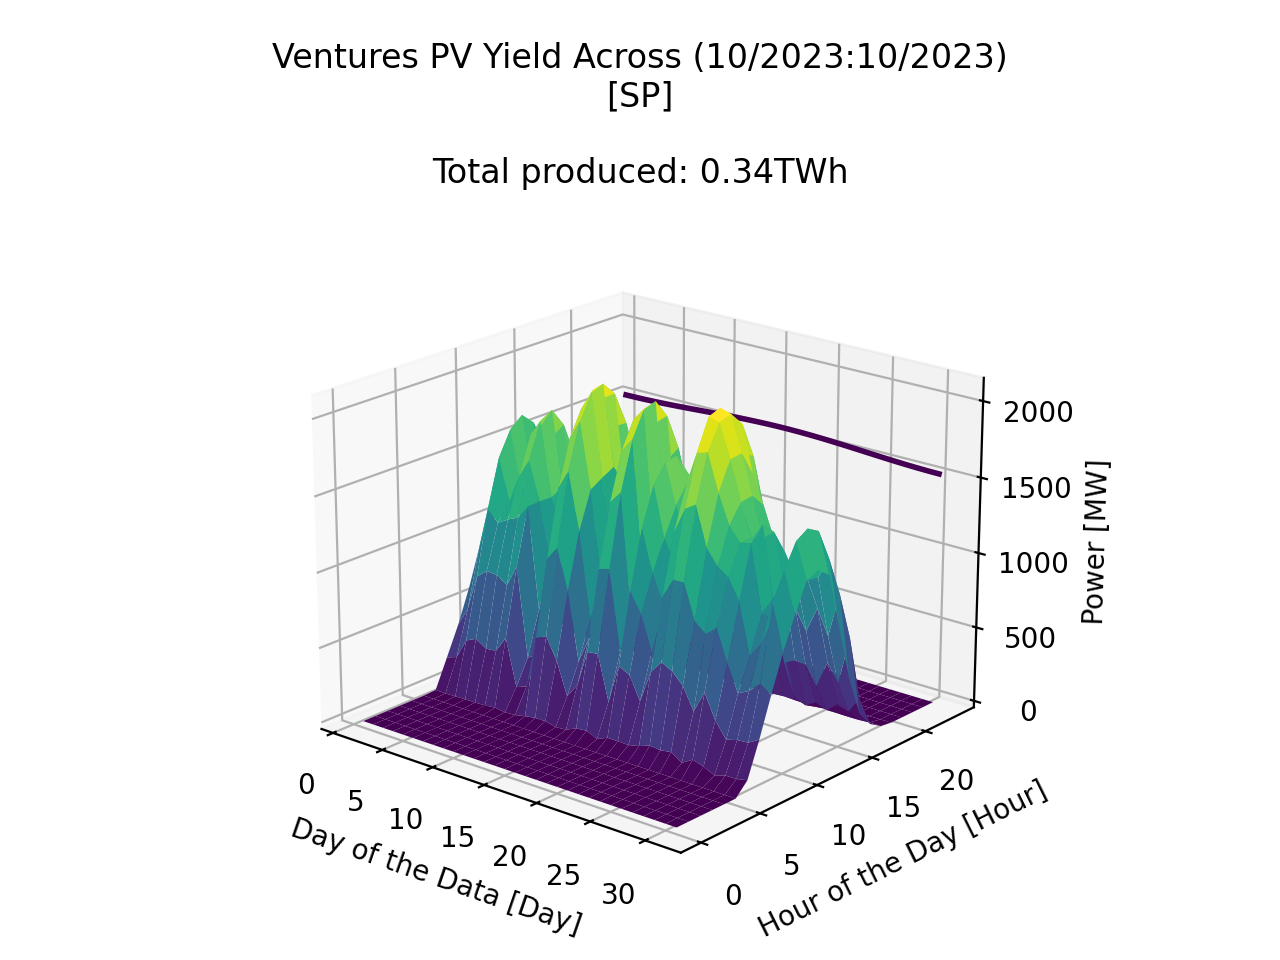 Ventures PV Yield Across (10/2023:10/2023)
[SP]
Total produced: 0.34TWh
2000
1500
1000
500
0
Power [MW]
0
5
10
15
20
25
30
Day of the Data [Day]
0
5
10
15
20
Hour of the Day [Hour]